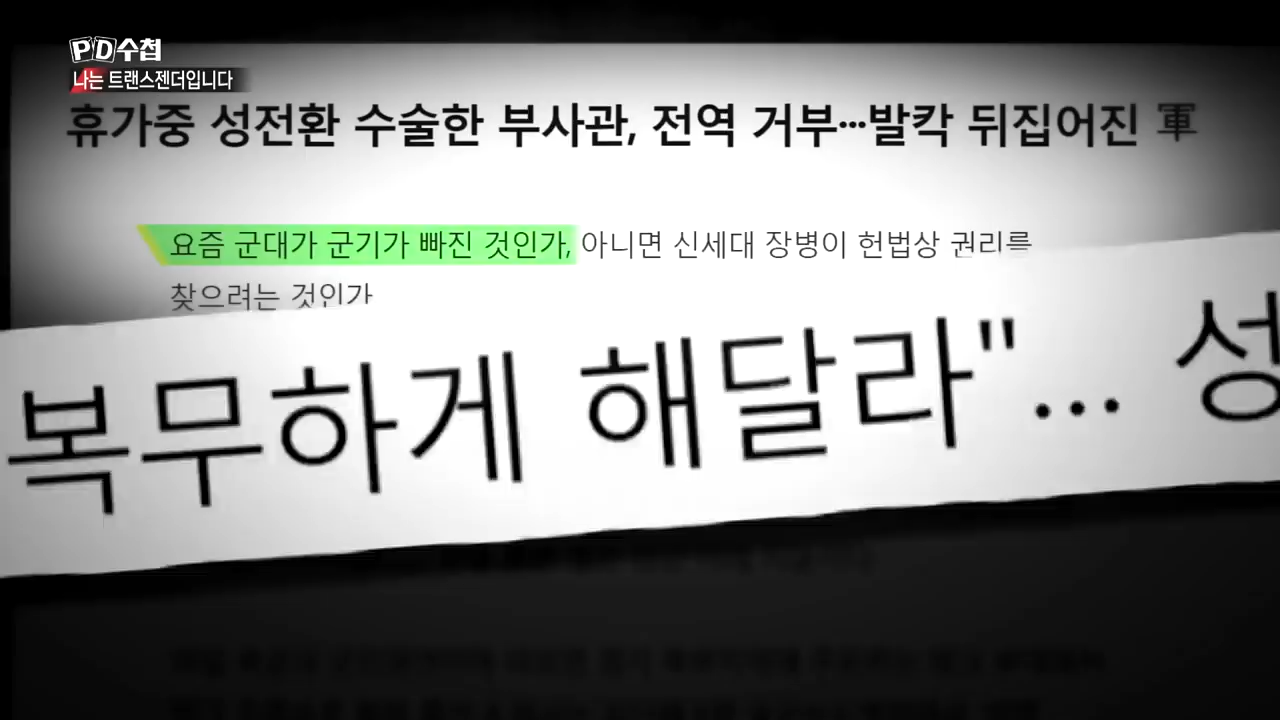 PD수첩
나는 트랜스젠더입니다
휴가중 성전환 수술한 부사관, 전역 거부…발칵 뒤집어진 軍
요즘 군대가 군기가 빠진 것인가, 아니면 신세대 장병이 헌법상 권리를
찾으려는 것인가
복무하게 해달라"... 성